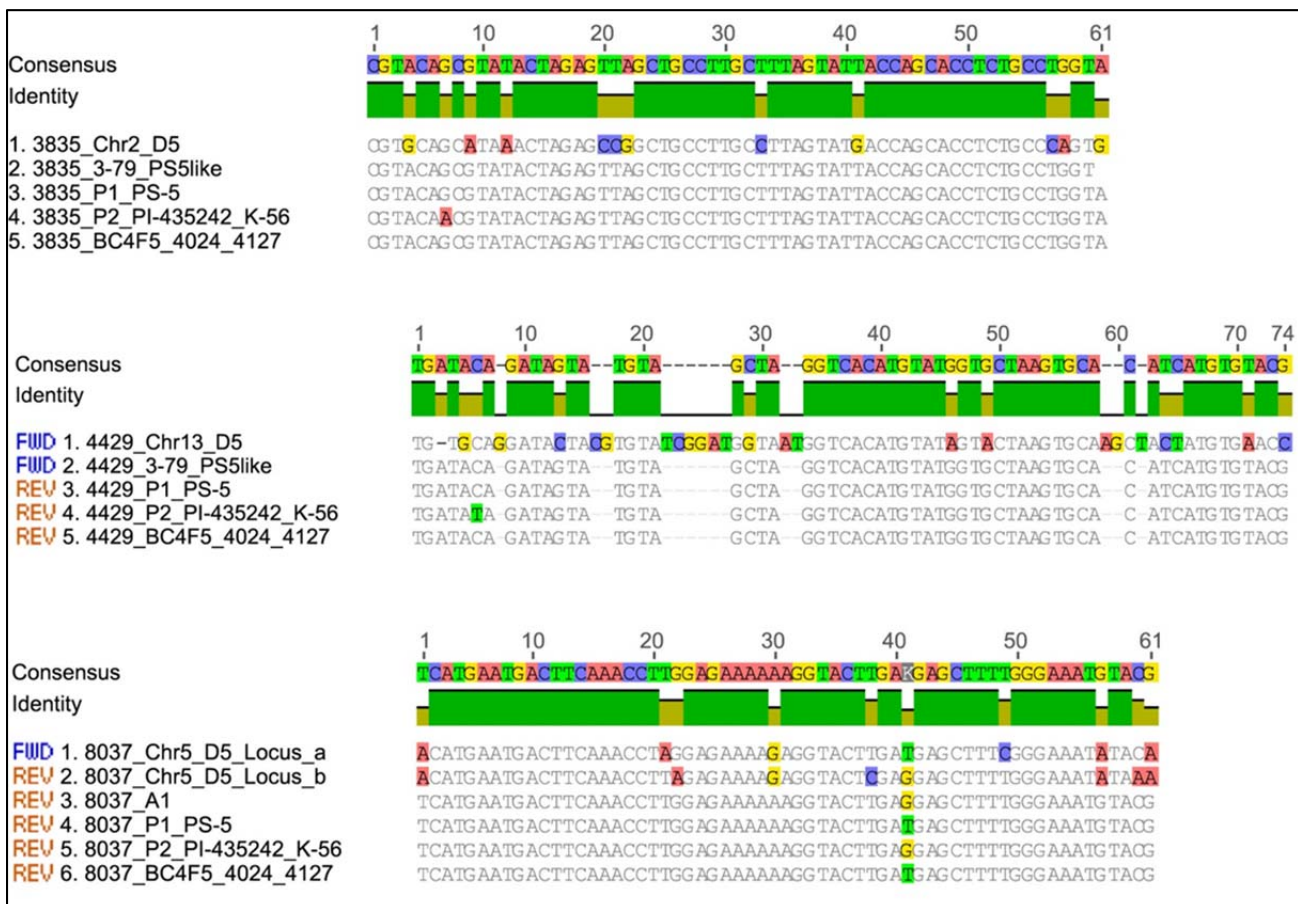 1 10 20 30 40 50 61
Consensus CGTACAGCGTATACTAGAGTTAGCTGCCTTGCTTTAGTATTACCAGCACCTCTGCCTGGTA
Identity
1. 3835_Chr2_D5 CGTGCAGCATAAACTAGAGCCGGCTGCCTTGCCTTAGTATGACCAGCACCTCTGCCCAGTG
2. 3835_3-79_PS5like CGTACAGCGTATACTAGAGTTAGCTGCCTTGCTTTAGTATTACCAGCACCTCTGCCTGGT
3. 3835_P1_PS-5 CGTACAGCGTATACTAGAGTTAGCTGCCTTGCTTTAGTATTACCAGCACCTCTGCCTGGTA
4. 3835_P2_PI-435242_K-56 CGTACAACGTATACTAGAGTTAGCTGCCTTGCTTTAGTATTACCAGCACCTCTGCCTGGTA
5. 3835_BC4F5_4024_4127 CGTACAGCGTATACTAGAGTTAGCTGCCTTGCTTTAGTATTACCAGCACCTCTGCCTGGTA
1 10 20 30 40 50 60 70 74
Consensus TGATACA-GATAGTA--TGTA------GCTA--GGTCACATGTATGGTGCTAAGTGCA--C-ATCATGTGTACG
Identity
FWD 1. 4429_Chr13_D5 TG-TGCAGGATACTACGTGTATCGGATGGTAATGGTCACATGTATAGTACTAAGTGCAAGCTACTATGTGAACC
FWD 2. 4429_3-79_PS5like TGATACA-GATAGTA--TGTA------GCTA--GGTCACATGTATGGTGCTAAGTGCA--C-ATCATGTGTACG
REV 3. 4429_P1_PS-5 TGATACA-GATAGTA--TGTA------GCTA--GGTCACATGTATGGTGCTAAGTGCA--C-ATCATGTGTACG
REV 4. 4429_P2_PI-435242_K-56 TGATATA-GATAGTA--TGTA------GCTA--GGTCACATGTATGGTGCTAAGTGCA--C-ATCATGTGTACG
REV 5. 4429_BC4F5_4024_4127 TGATACA-GATAGTA--TGTA------GCTA--GGTCACATGTATGGTGCTAAGTGCA--C-ATCATGTGTACG
1 10 20 30 40 50 61
Consensus TCATGAATGACTTCAAACCTTGGAGAAAAAAGGTACTTGAKGAGCTTTTGGGAAATGTACG
Identity
FWD 1. 8037_Chr5_D5_Locus_a ACATGAATGACTTCAAACCTAGGAGAAAAGAGGTACTTGATGAGCTTTCGGGAAATATACA
REV 2. 8037_Chr5_D5_Locus_b ACATGAATGACTTCAAACCTTAGAGAAAAGAGGTACTCGAGGAGCTTTTGGGAAATATAAA
REV 3. 8037_A1 TCATGAATGACTTCAAACCTTGGAGAAAAAAGGTACTTGAGGAGCTTTTGGGAAATGTACG
REV 4. 8037_P1_PS-5 TCATGAATGACTTCAAACCTTGGAGAAAAAAGGTACTTGATGAGCTTTTGGGAAATGTACG
REV 5. 8037_P2_PI-435242_K-56 TCATGAATGACTTCAAACCTTGGAGAAAAAAGGTACTTGAGGAGCTTTTGGGAAATGTACG
REV 6. 8037_BC4F5_4024_4127 TCATGAATGACTTCAAACCTTGGAGAAAAAAGGTACTTGATGAGCTTTTGGGAAATGTACG